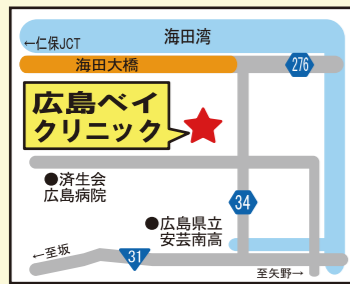 海田湾
←仁保JCT
海田大橋
276
広島ベイ
クリニック
●済生会
広島病院
34
●広島県立
安芸南高
←至坂
31
至矢野→